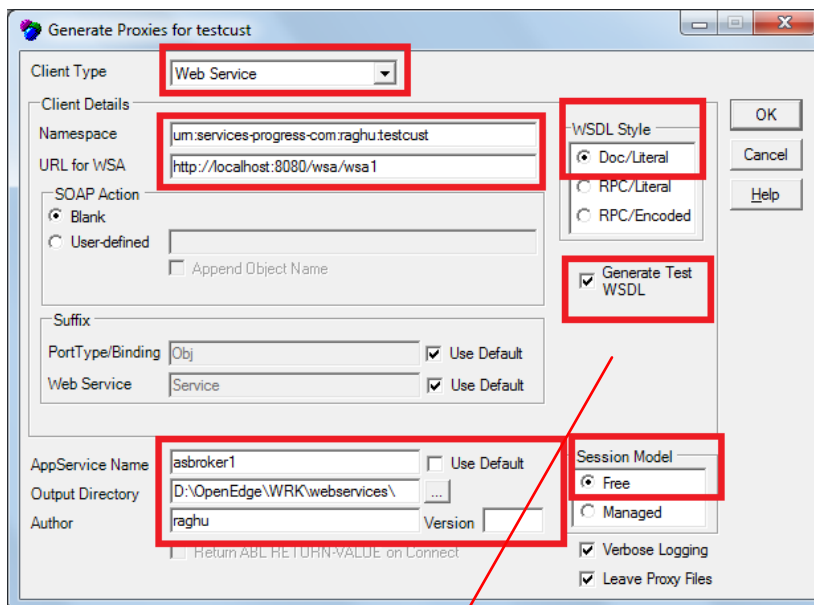 Generate Proxies for testcust
Client Type Web Service
Client Details
Namespace urn:services-progress-com:raghu:testcust
URL for WSA http://localhost:8080/wsa/wsa1
SOAP Action
Blank
User-defined
Append Object Name
Suffix
PortType/Binding Obj Use Default
Web Service Service Use Default
WSDL Style
Doc/Literal
RPC/Literal
RPC/Encoded
Generate Test
WSDL
OK
Cancel
Help
AppService Name asbroker1 Use Default
Output Directory D:\OpenEdge\WRK\webservices\ ...
Author raghu Version
Return ABL RETURN-VALUE on Connect
Session Model
Free
Managed
Verbose Logging
Leave Proxy Files